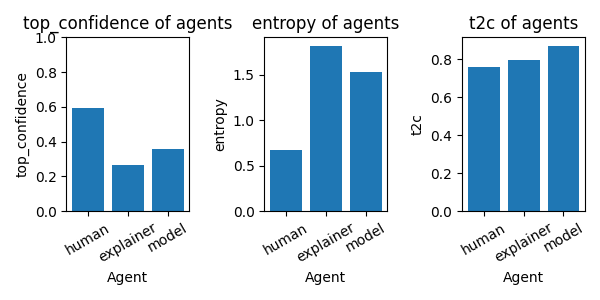 top_confidence of agents
1.0
0.8
0.6
0.4
0.2
0.0
top_confidence
human
explainer
model
Agent
entropy of agents
1.5
1.0
0.5
0.0
entropy
human
explainer
model
Agent
t2c of agents
0.8
0.6
0.4
0.2
0.0
t2c
human
explainer
model
Agent